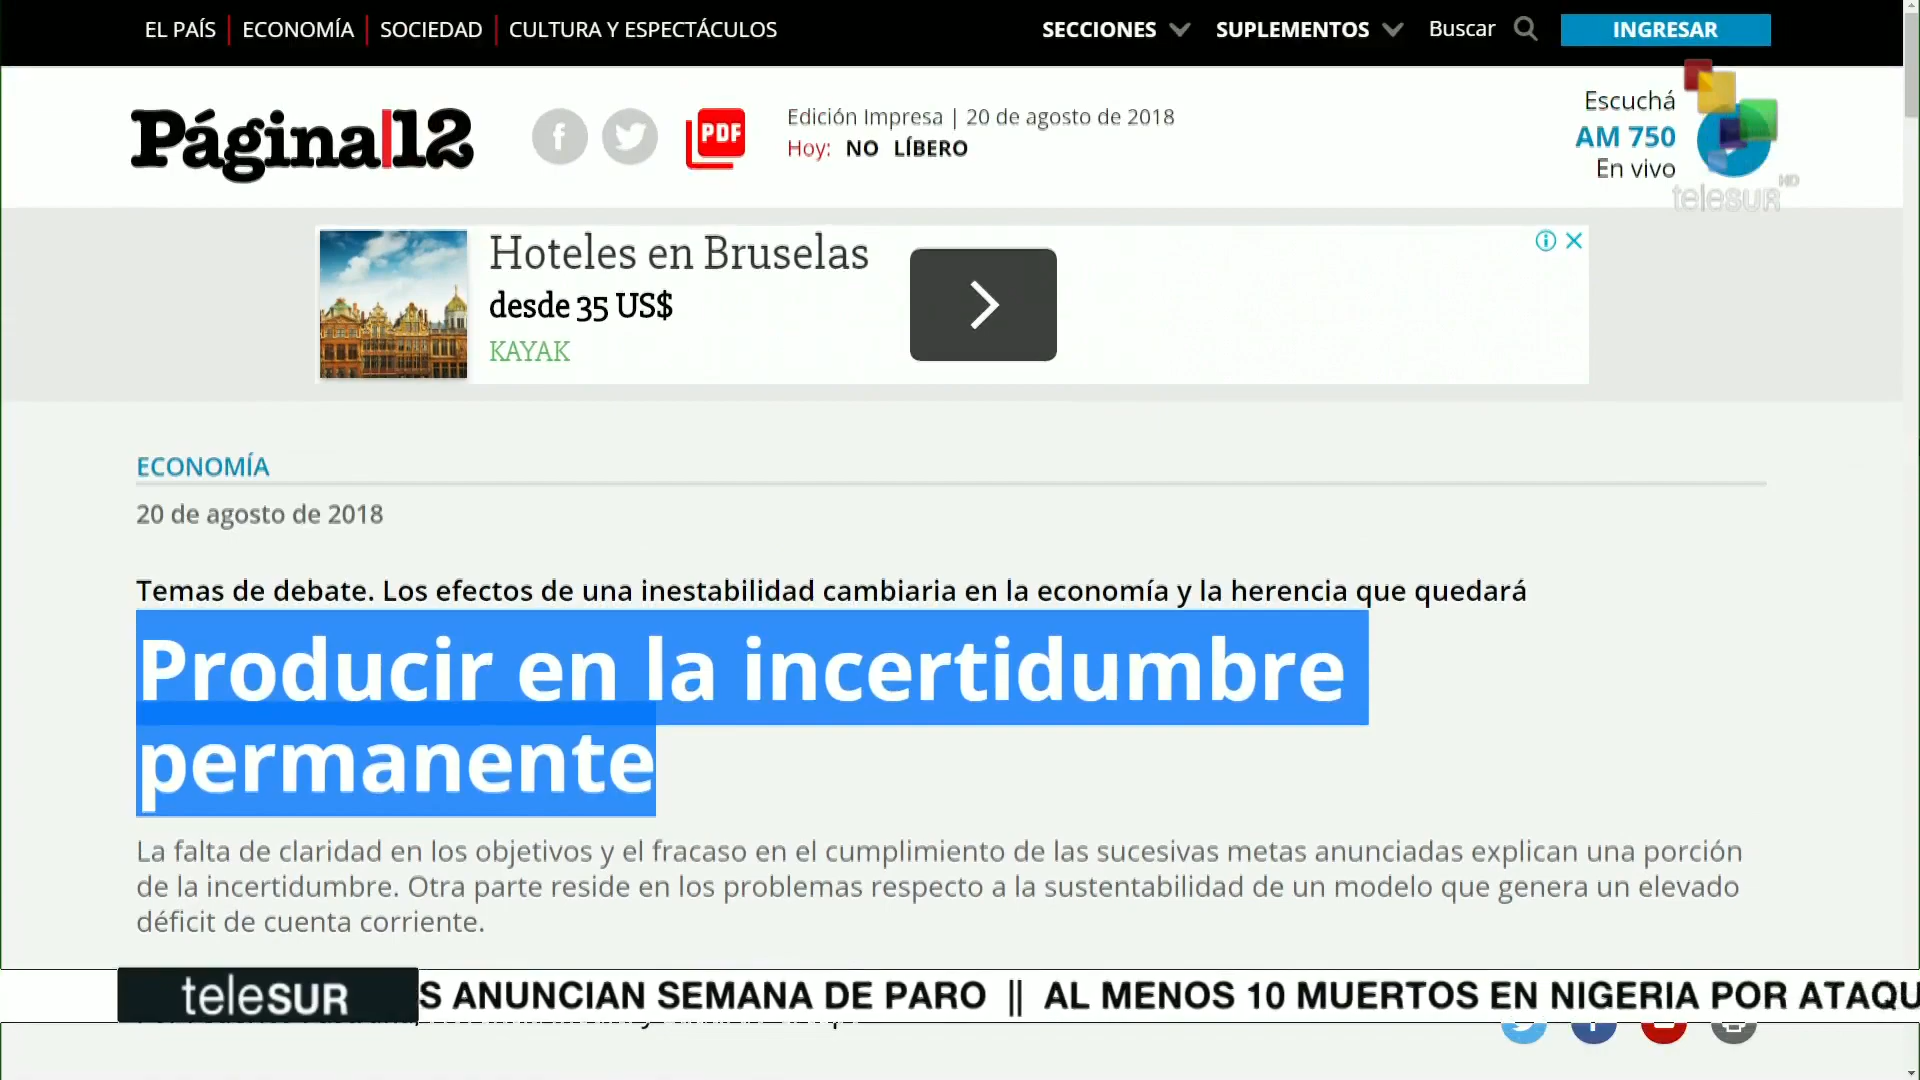 EL PAÍS ECONOMÍA SOCIEDAD CULTURA Y ESPECTÁCULOS SECCIONES SUPLEMENTOS Buscar INGRESAR
Página|12
PDF
Edición Impresa | 20 de agosto de 2018
Hoy: NO LÍBERO
Escuchá
AM 750
En vivo
teleSUR HD
Hoteles en Bruselas
desde 35 US$
KAYAK
ECONOMÍA
20 de agosto de 2018
Temas de debate. Los efectos de una inestabilidad cambiaria en la economía y la herencia que quedará
Producir en la incertidumbre
permanente
La falta de claridad en los objetivos y el fracaso en el cumplimiento de las sucesivas metas anunciadas explican una porción
de la incertidumbre. Otra parte reside en los problemas respecto a la sustentabilidad de un modelo que genera un elevado
déficit de cuenta corriente.
teleSUR S ANUNCIAN SEMANA DE PARO || AL MENOS 10 MUERTOS EN NIGERIA POR ATAQU